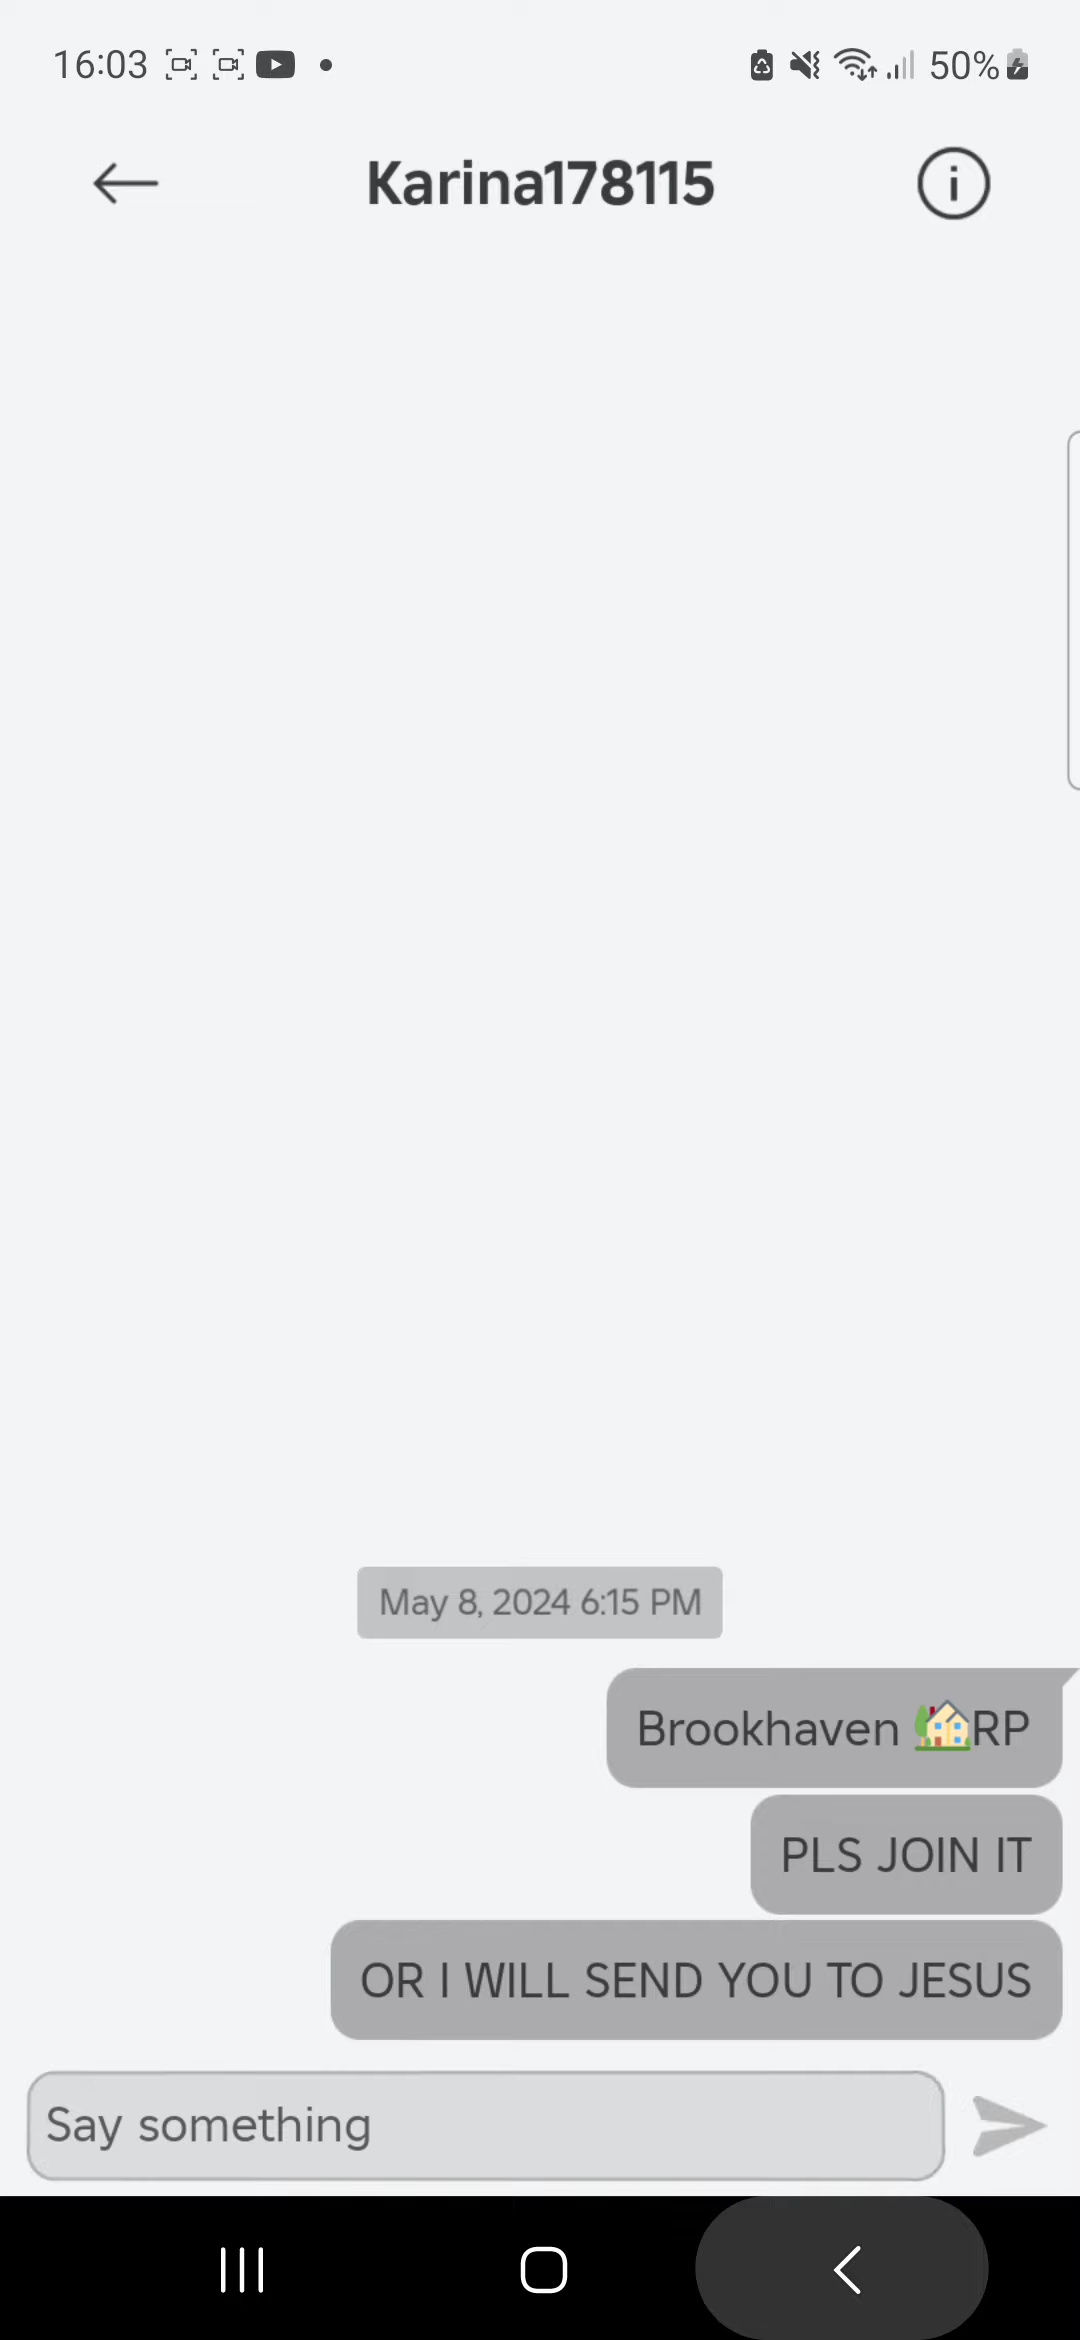 16:03
50%
Karina178115
May 8, 2024 6:15 PM
Brookhaven 🏡RP
PLS JOIN IT
OR I WILL SEND YOU TO JESUS
Say something